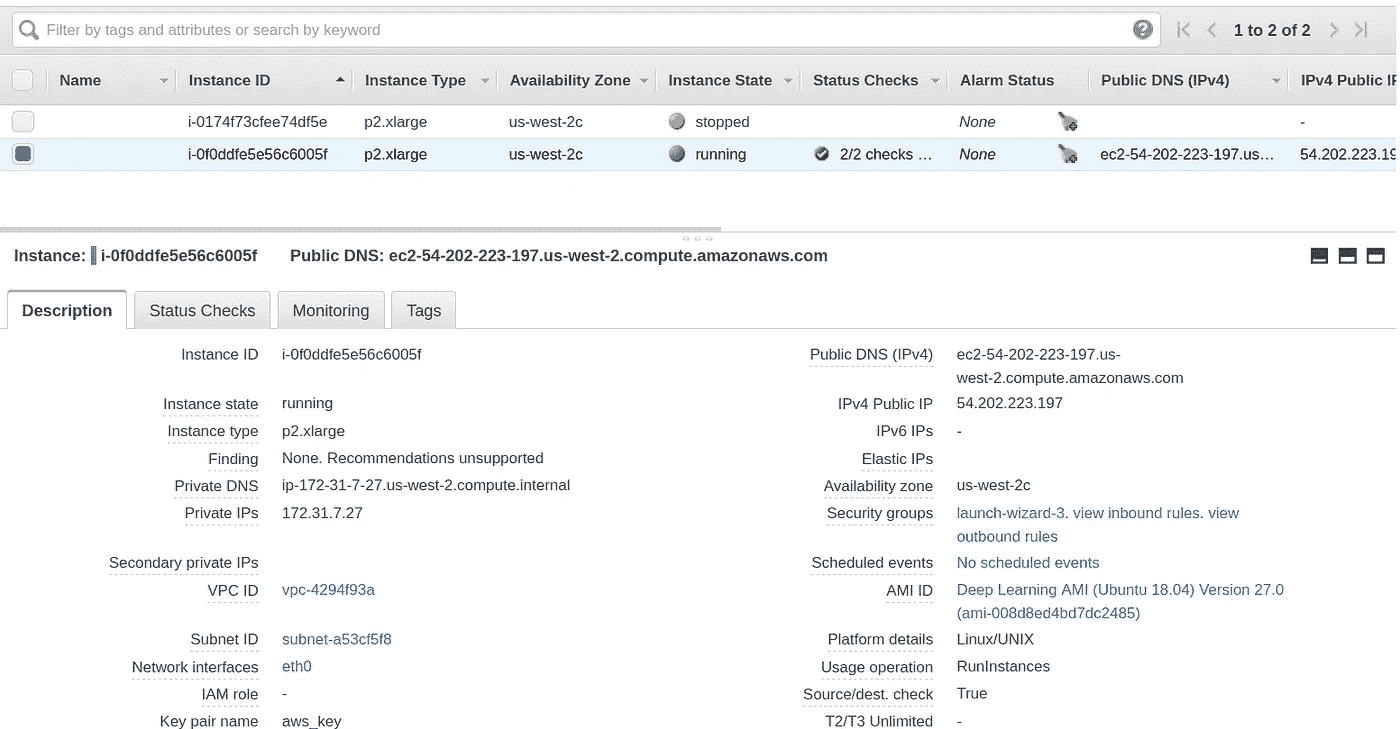 Filter by tags and attributes or search by keyword
1 to 2 of 2
Name Instance ID Instance Type Availability Zone Instance State Status Checks Alarm Status Public DNS (IPv4) IPv4 Public IP
i-0174f73cfee74df5e p2.xlarge us-west-2c stopped None -
i-0f0ddfe5e56c6005f p2.xlarge us-west-2c running 2/2 checks … None ec2-54-202-223-197.us… 54.202.223.19
Instance: i-0f0ddfe5e56c6005f Public DNS: ec2-54-202-223-197.us-west-2.compute.amazonaws.com
Description Status Checks Monitoring Tags
Instance ID i-0f0ddfe5e56c6005f
Instance state running
Instance type p2.xlarge
Finding None. Recommendations unsupported
Private DNS ip-172-31-7-27.us-west-2.compute.internal
Private IPs 172.31.7.27
Secondary private IPs
VPC ID vpc-4294f93a
Subnet ID subnet-a53cf5f8
Network interfaces eth0
IAM role -
Key pair name aws_key
Public DNS (IPv4) ec2-54-202-223-197.us-
west-2.compute.amazonaws.com
IPv4 Public IP 54.202.223.197
IPv6 IPs -
Elastic IPs
Availability zone us-west-2c
Security groups launch-wizard-3. view inbound rules. view
outbound rules
Scheduled events No scheduled events
AMI ID Deep Learning AMI (Ubuntu 18.04) Version 27.0
(ami-008d8ed4bd7dc2485)
Platform details Linux/UNIX
Usage operation RunInstances
Source/dest. check True
T2/T3 Unlimited -